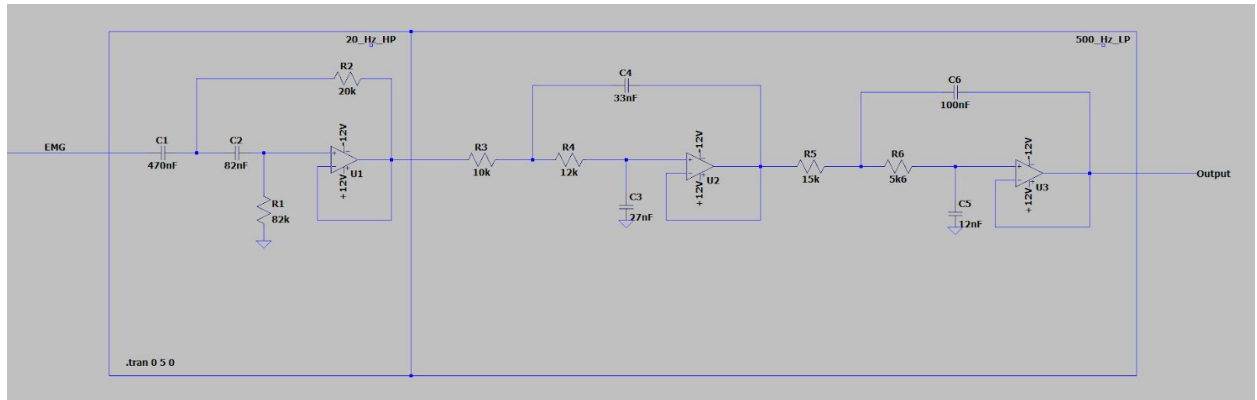 20_Hz_HP
500_Hz_LP
R2
20k
C4
33nF
C6
100nF
EMG
C1
470nF
C2
82nF
-12V
+12V
U1
R1
82k
R3
10k
R4
12k
C3
27nF
-12V
+12V
U2
R5
15k
R6
5k6
C5
12nF
-12V
+12V
U3
Output
.tran 0 5 0